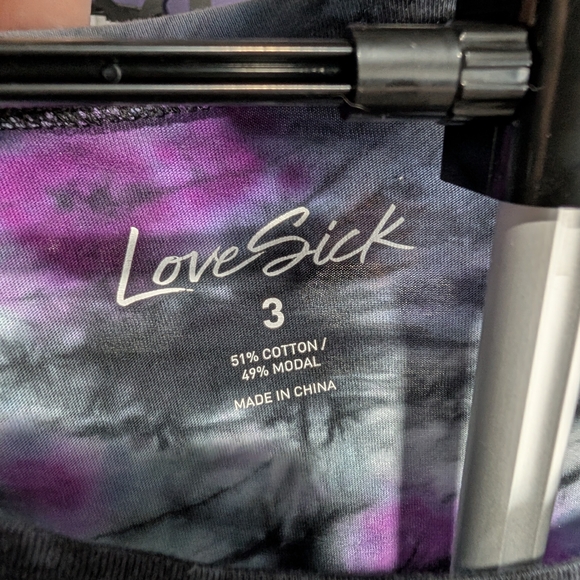 LoveSick
3
51% COTTON /
49% MODAL
MADE IN CHINA